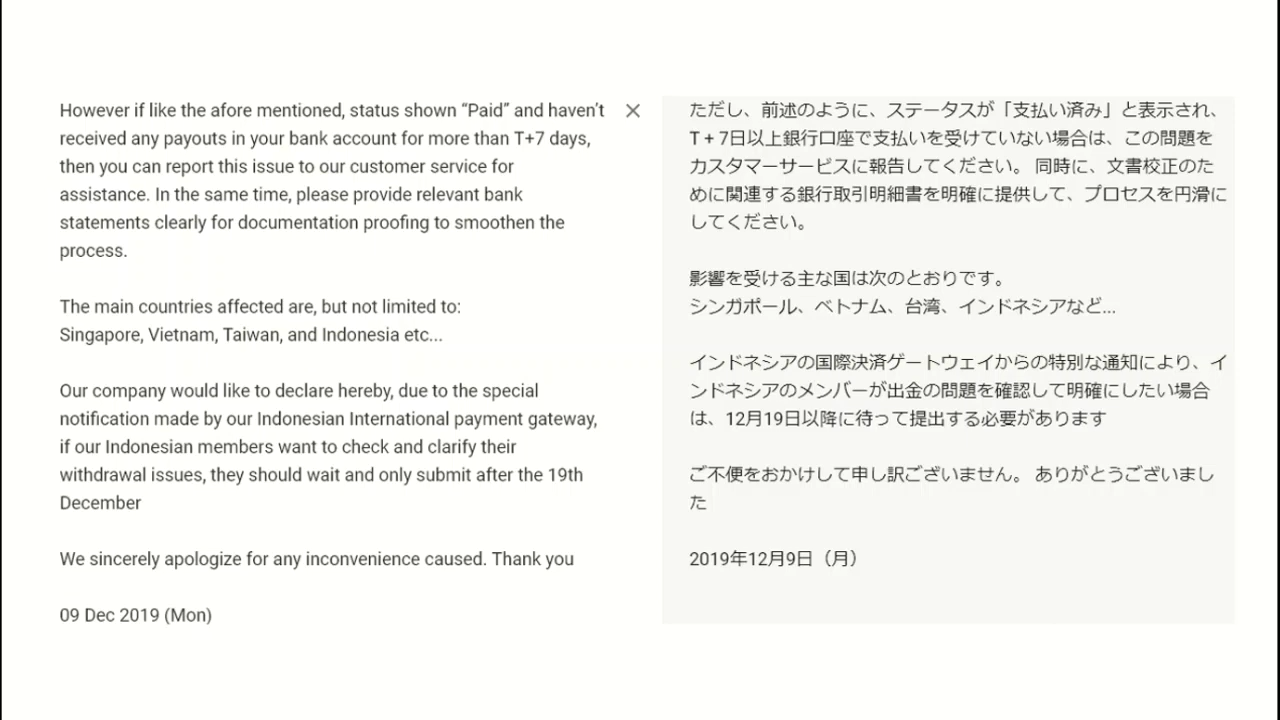 However if like the afore mentioned, status shown “Paid” and haven’t
received any payouts in your bank account for more than T+7 days,
then you can report this issue to our customer service for
assistance. In the same time, please provide relevant bank
statements clearly for documentation proofing to smoothen the
process.
The main countries affected are, but not limited to:
Singapore, Vietnam, Taiwan, and Indonesia etc...
Our company would like to declare hereby, due to the special
notification made by our Indonesian International payment gateway,
if our Indonesian members want to check and clarify their
withdrawal issues, they should wait and only submit after the 19th
December
We sincerely apologize for any inconvenience caused. Thank you
09 Dec 2019 (Mon)
ただし、前述のように、ステータスが「支払い済み」と表示され、
T + 7日以上銀行口座で支払いを受けていない場合は、この問題を
カスタマーサービスに報告してください。 同時に、文書校正のた
めに関連する銀行取引明細書を明確に提供して、プロセスを円滑に
してください。
影響を受ける主な国は次のとおりです。
シンガポール、ベトナム、台湾、インドネシアなど...
インドネシアの国際決済ゲートウェイからの特別な通知により、イ
ンドネシアのメンバーが出金の問題を確認して明確にしたい場合
は、12月19日以降に待って提出する必要があります
ご不便をおかけして申し訳ございません。 ありがとうございまし
た
2019年12月9日（月）